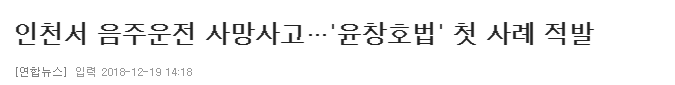 인천서 음주운전 사망사고…'윤창호법' 첫 사례 적발
[연합뉴스] 입력 2018-12-19 14:18